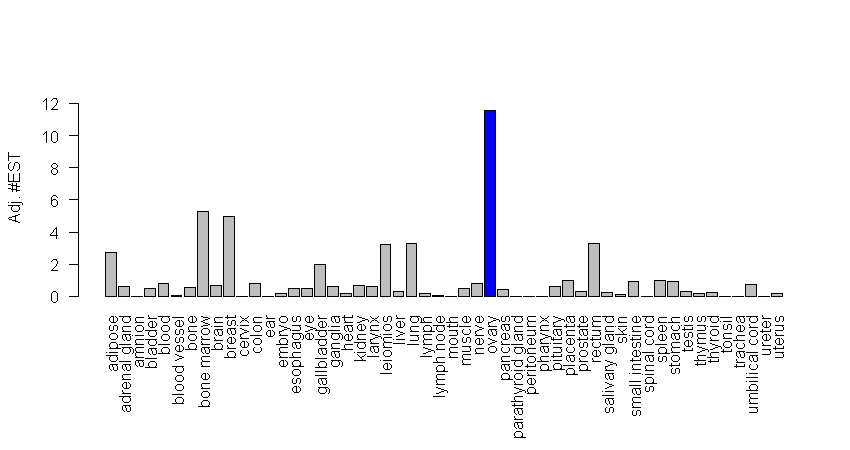 12
10
8
6
4
2
0
Adj. #EST
adipose
adrenal gland
amnion
bladder
blood
blood vessel
bone
bone marrow
brain
breast
cervix
colon
ear
embryo
esophagus
eye
gallbladder
ganglia
heart
kidney
larynx
leiomios
liver
lung
lymph
lymph node
mouth
muscle
nerve
ovary
pancreas
parathyroid gland
peritoneum
pharynx
pituitary
placenta
prostate
rectum
salivary gland
skin
small intestine
spinal cord
spleen
stomach
testis
thymus
thyroid
tonsil
trachea
umbilical cord
ureter
uterus